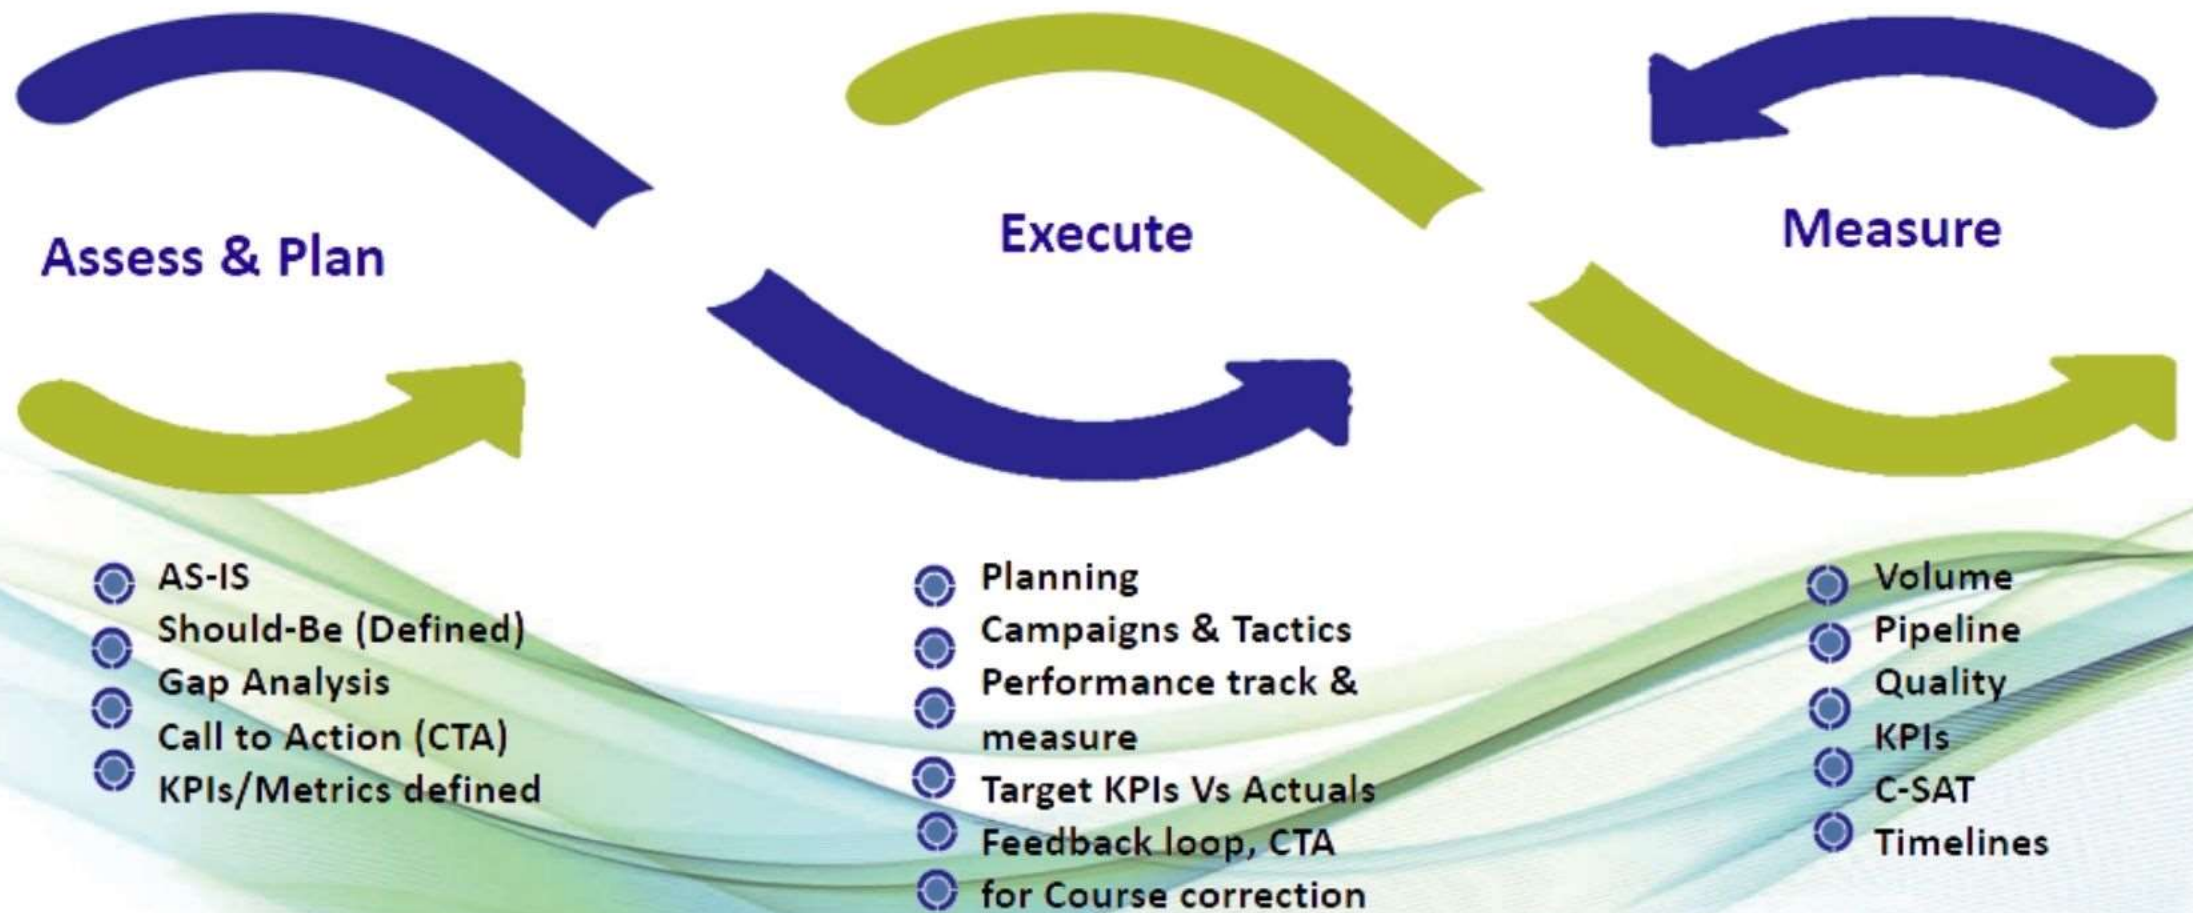 Assess & Plan
Execute
Measure
AS-IS
Should-Be (Defined)
Gap Analysis
Call to Action (CTA)
KPIs/Metrics defined
Planning
Campaigns & Tactics
Performance track &
measure
Target KPIs Vs Actuals
Feedback loop, CTA
for Course correction
Volume
Pipeline
Quality
KPIs
C-SAT
Timelines